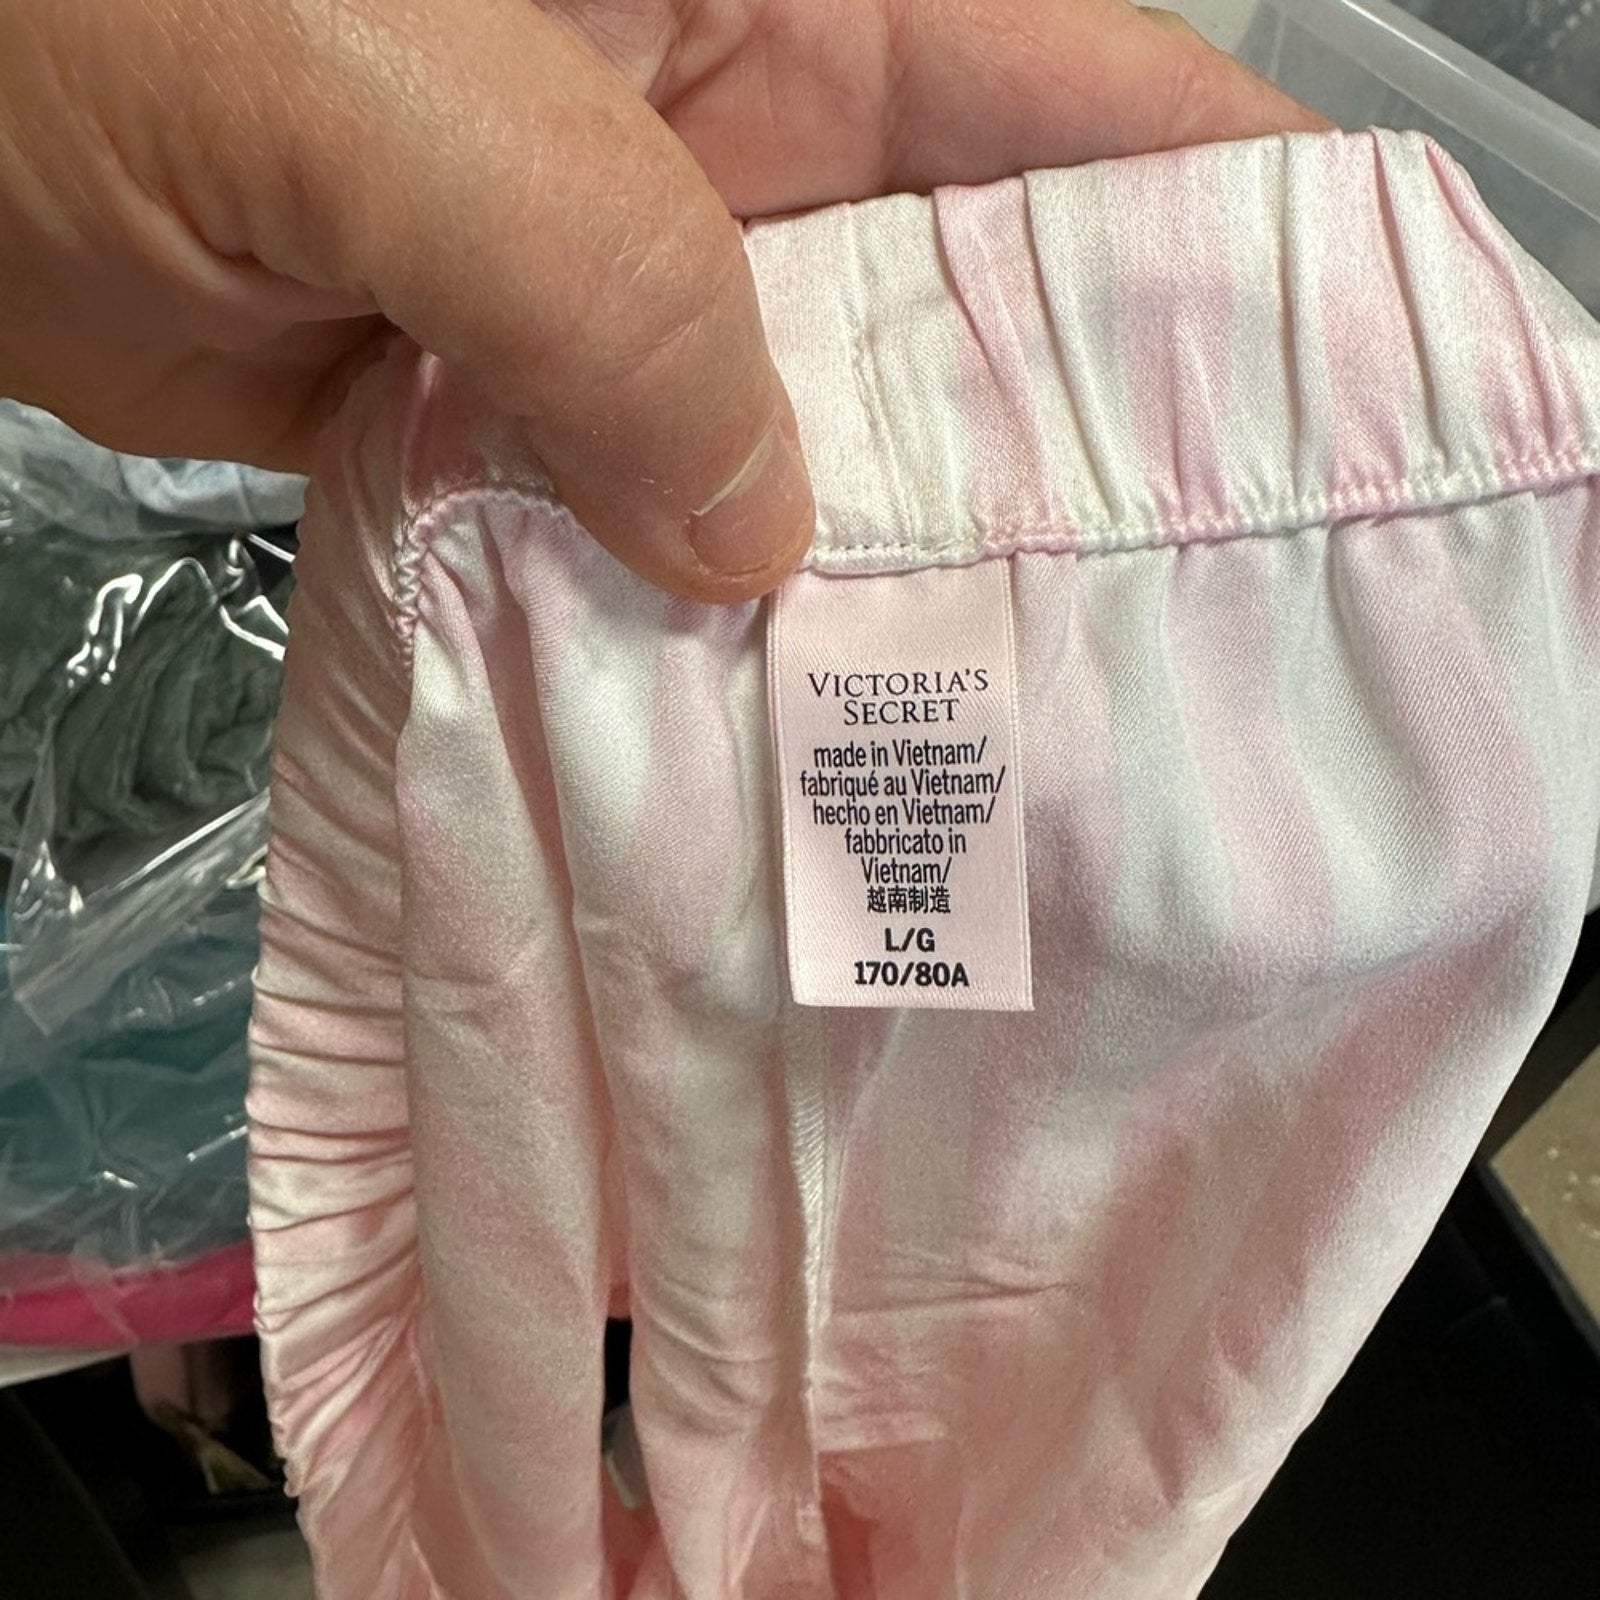 VICTORIA'S
SECRET
made in Vietnam/
fabriqué au Vietnam/
hecho en Vietnam/
fabbricato in
Vietnam/
越南制造
L/G
170/80A